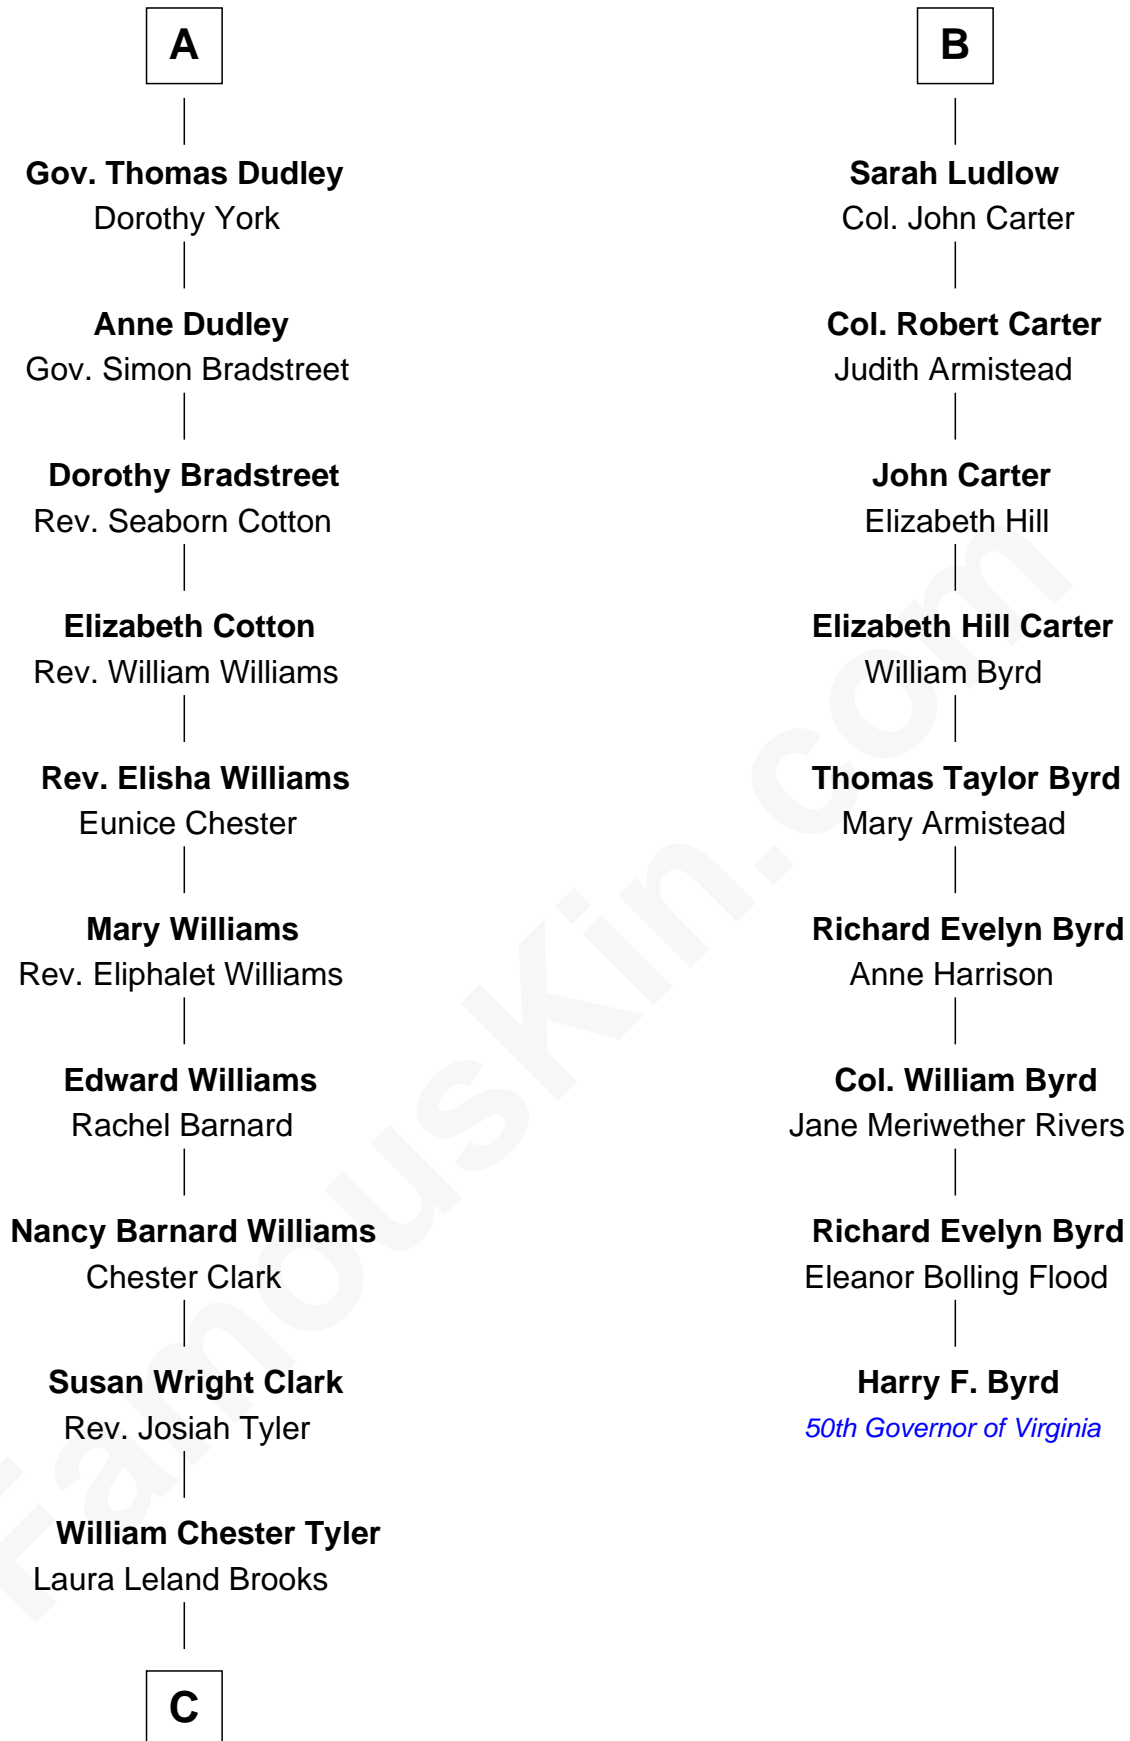 A
Gov. Thomas Dudley
Dorothy York
Anne Dudley
Gov. Simon Bradstreet
Dorothy Bradstreet
Rev. Seaborn Cotton
Elizabeth Cotton
Rev. William Williams
Rev. Elisha Williams
Eunice Chester
Mary Williams
Rev. Eliphalet Williams
Edward Williams
Rachel Barnard
Nancy Barnard Williams
Chester Clark
Susan Wright Clark
Rev. Josiah Tyler
William Chester Tyler
Laura Leland Brooks
C
B
Sarah Ludlow
Col. John Carter
Col. Robert Carter
Judith Armistead
John Carter
Elizabeth Hill
Elizabeth Hill Carter
William Byrd
Thomas Taylor Byrd
Mary Armistead
Richard Evelyn Byrd
Anne Harrison
Col. William Byrd
Jane Meriwether Rivers
Richard Evelyn Byrd
Eleanor Bolling Flood
Harry F. Byrd
50th Governor of Virginia
FamousKin.com